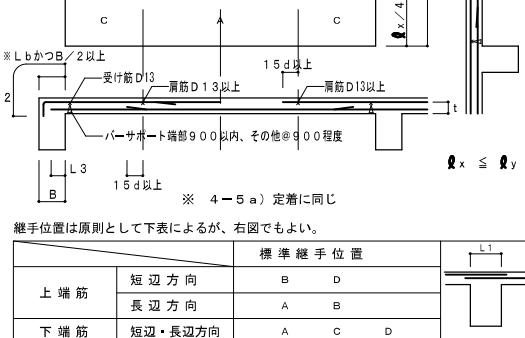 C A C
ℓx/4
※LbかつB/2以上
15d以上
受け筋D13
肩筋D13以上
肩筋D13以上
2
t
バーサポート端部900以内、その他@900程度
L3
15d以上
B
※ 4-5a)定着に同じ
ℓx ≦ ℓy
継手位置は原則として下表によるが、右図でもよい。
標準継手位置
L1
上端筋 短辺方向 B D
長辺方向 A B
下端筋 短辺・長辺方向 A C D